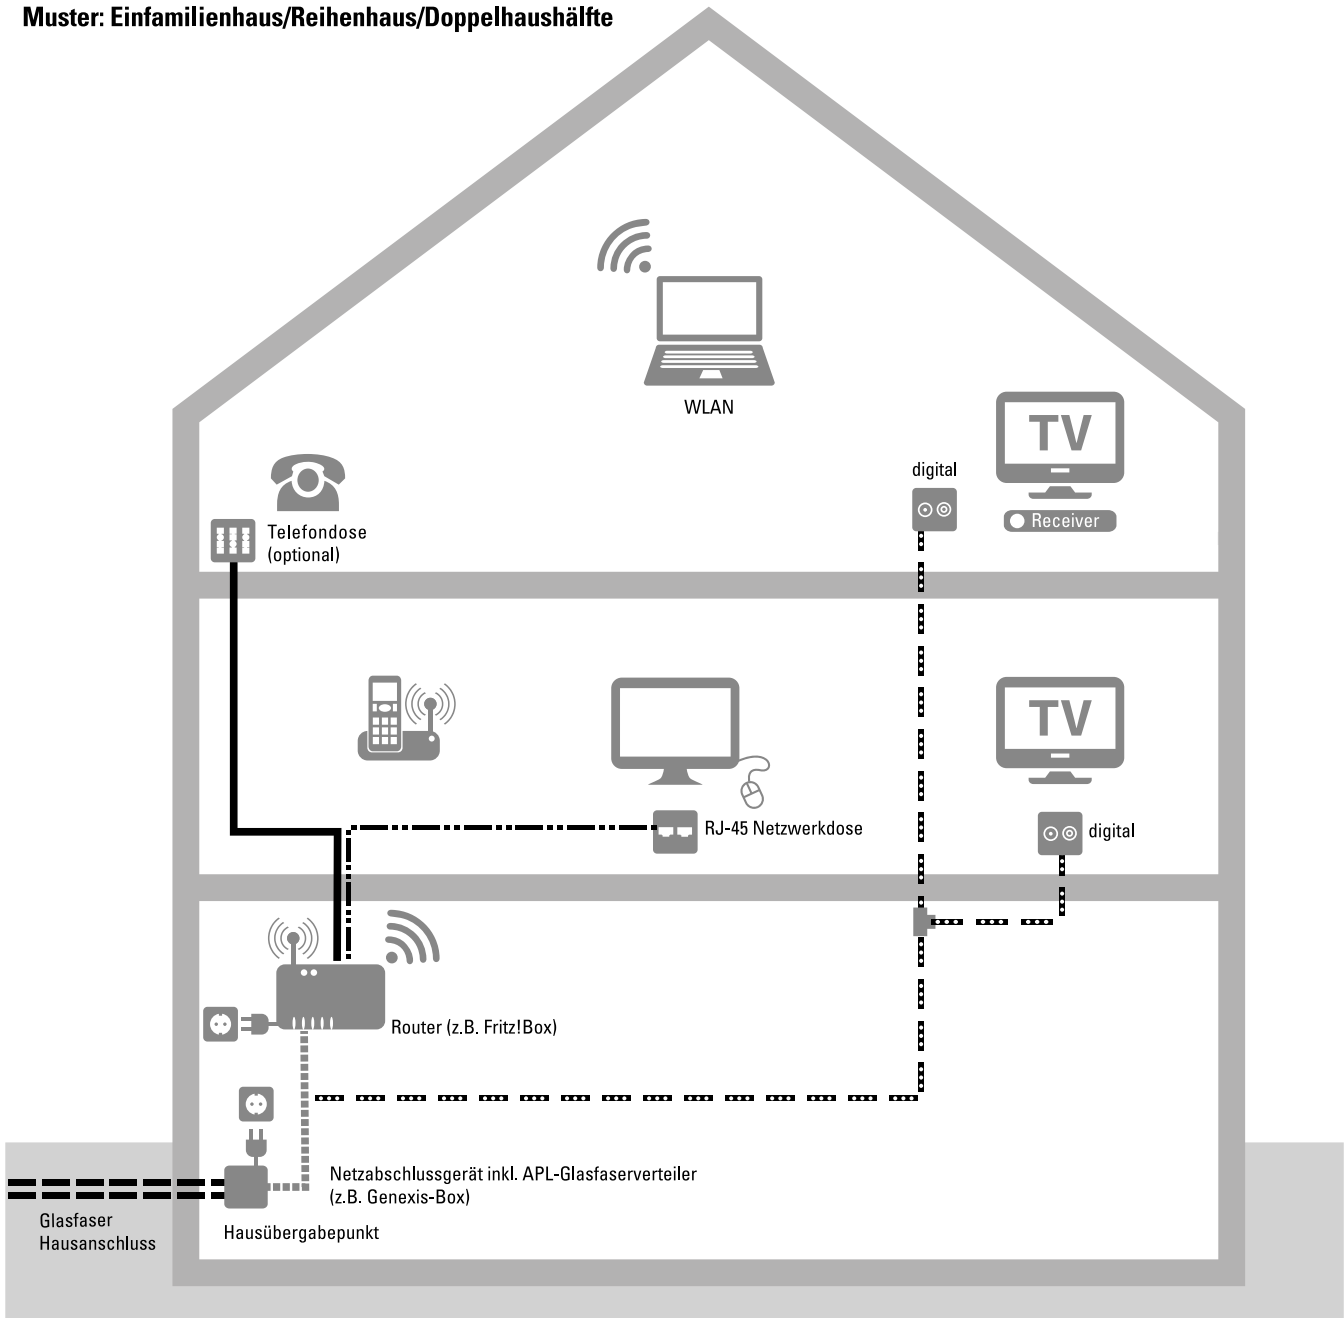 Muster: Einfamilienhaus/Reihenhaus/Doppelhaushälfte
WLAN
TV
digital
Receiver
Telefondose
(optional)
TV
RJ-45 Netzwerkdose
digital
Router (z.B. Fritz!Box)
Netzabschlussgerät inkl. APL-Glasfaserverteiler
(z.B. Genexis-Box)
Glasfaser
Hausanschluss
Hausübergabepunkt